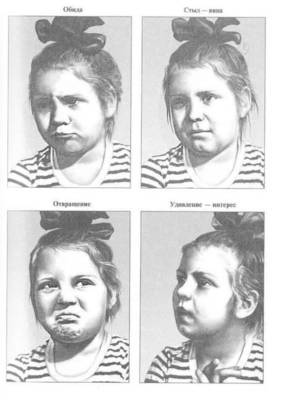 Обида
Стыд — вина
Отвращение
Удивление — интерес